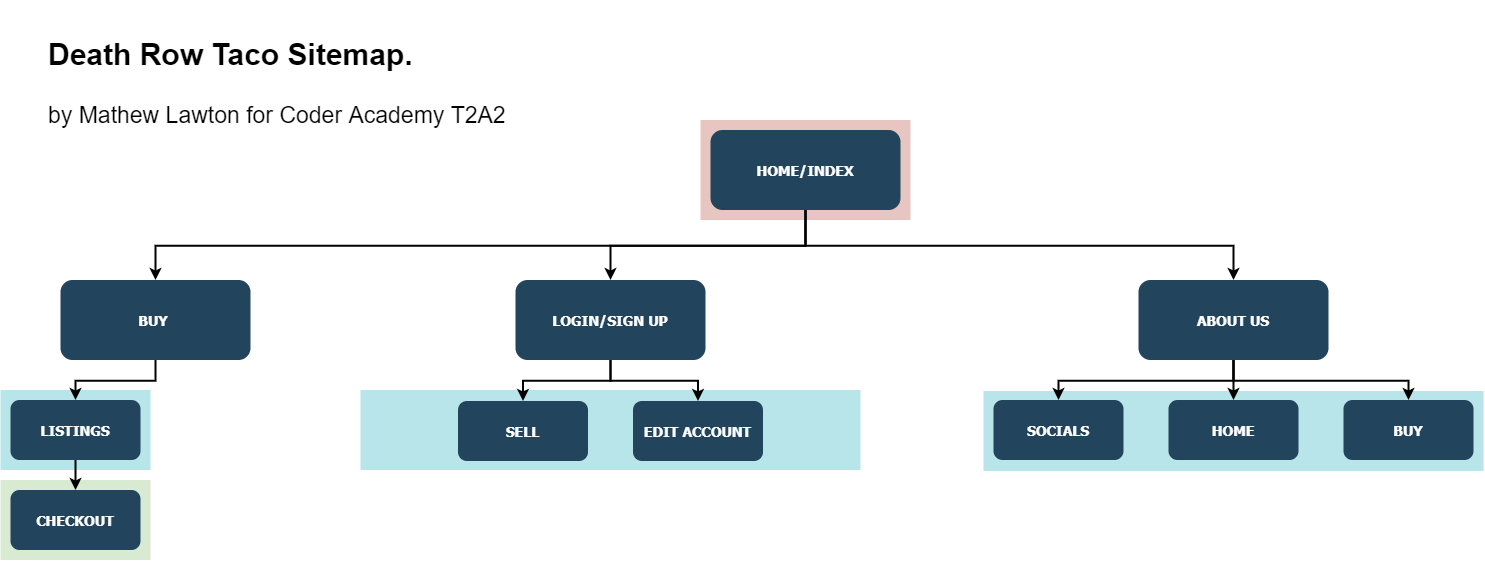 Death Row Taco Sitemap.
by Mathew Lawton for Coder Academy T2A2
HOME/INDEX
BUY
LOGIN/SIGN UP
ABOUT US
LISTINGS
SELL
EDIT ACCOUNT
SOCIALS
HOME
BUY
CHECKOUT